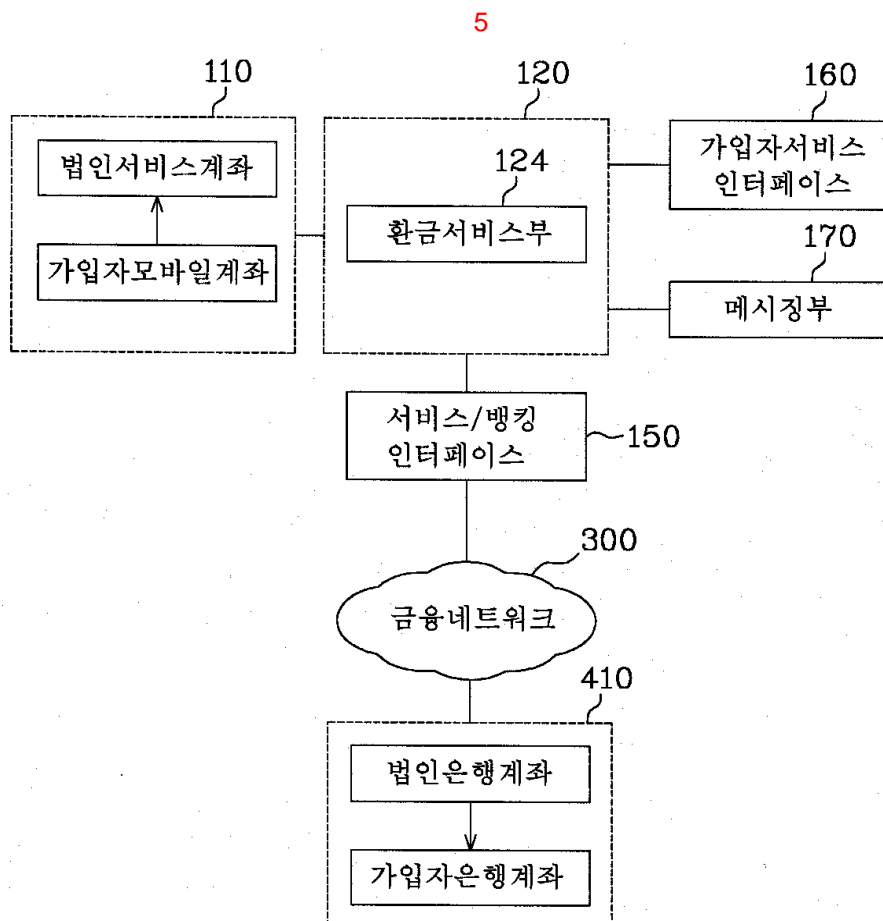 5
110
120
160
법인서비스계좌
124
가입자서비스
인터페이스
환금서비스부
가입자모바일계좌
170
메시징부
서비스/뱅킹
인터페이스
150
300
금융네트워크
410
법인은행계좌
가입자은행계좌